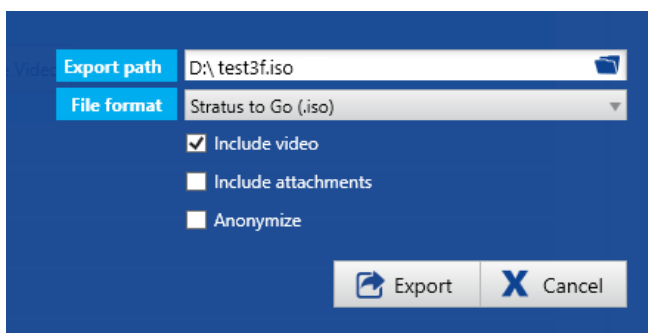 Export path D:\ test3f.iso
File format Stratus to Go (.iso)
Include video
Include attachments
Anonymize
Export Cancel